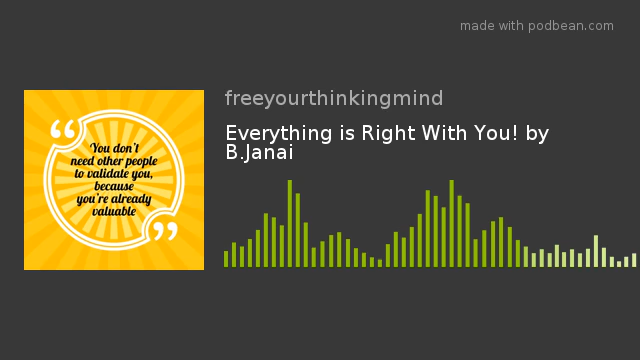 made with podbean.com
freeyourthinkingmind
Everything is Right With You! by
B.Janai
“
You don't
need other people
to validate you,
because
you're already
valuable
”